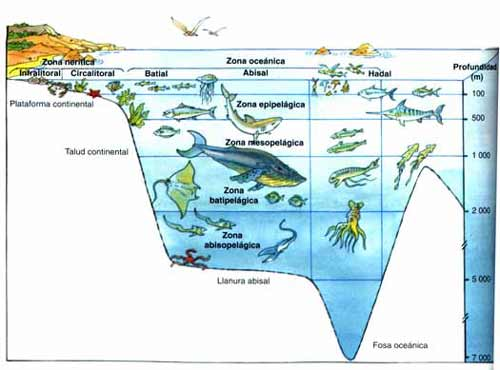 Zona nerítica
Zona oceánica
Profundidad
(m)
Infralitoral
Circalitoral
Batial
Abisal
Hadal
100
Plataforma continental
Zona epipelágica
500
Zona mesopelágica
Talud continental
1 000
Zona
batipelágica
2 000
Zona
abisopelágica
Llanura abisal
5 000
Fosa oceánica
7 000